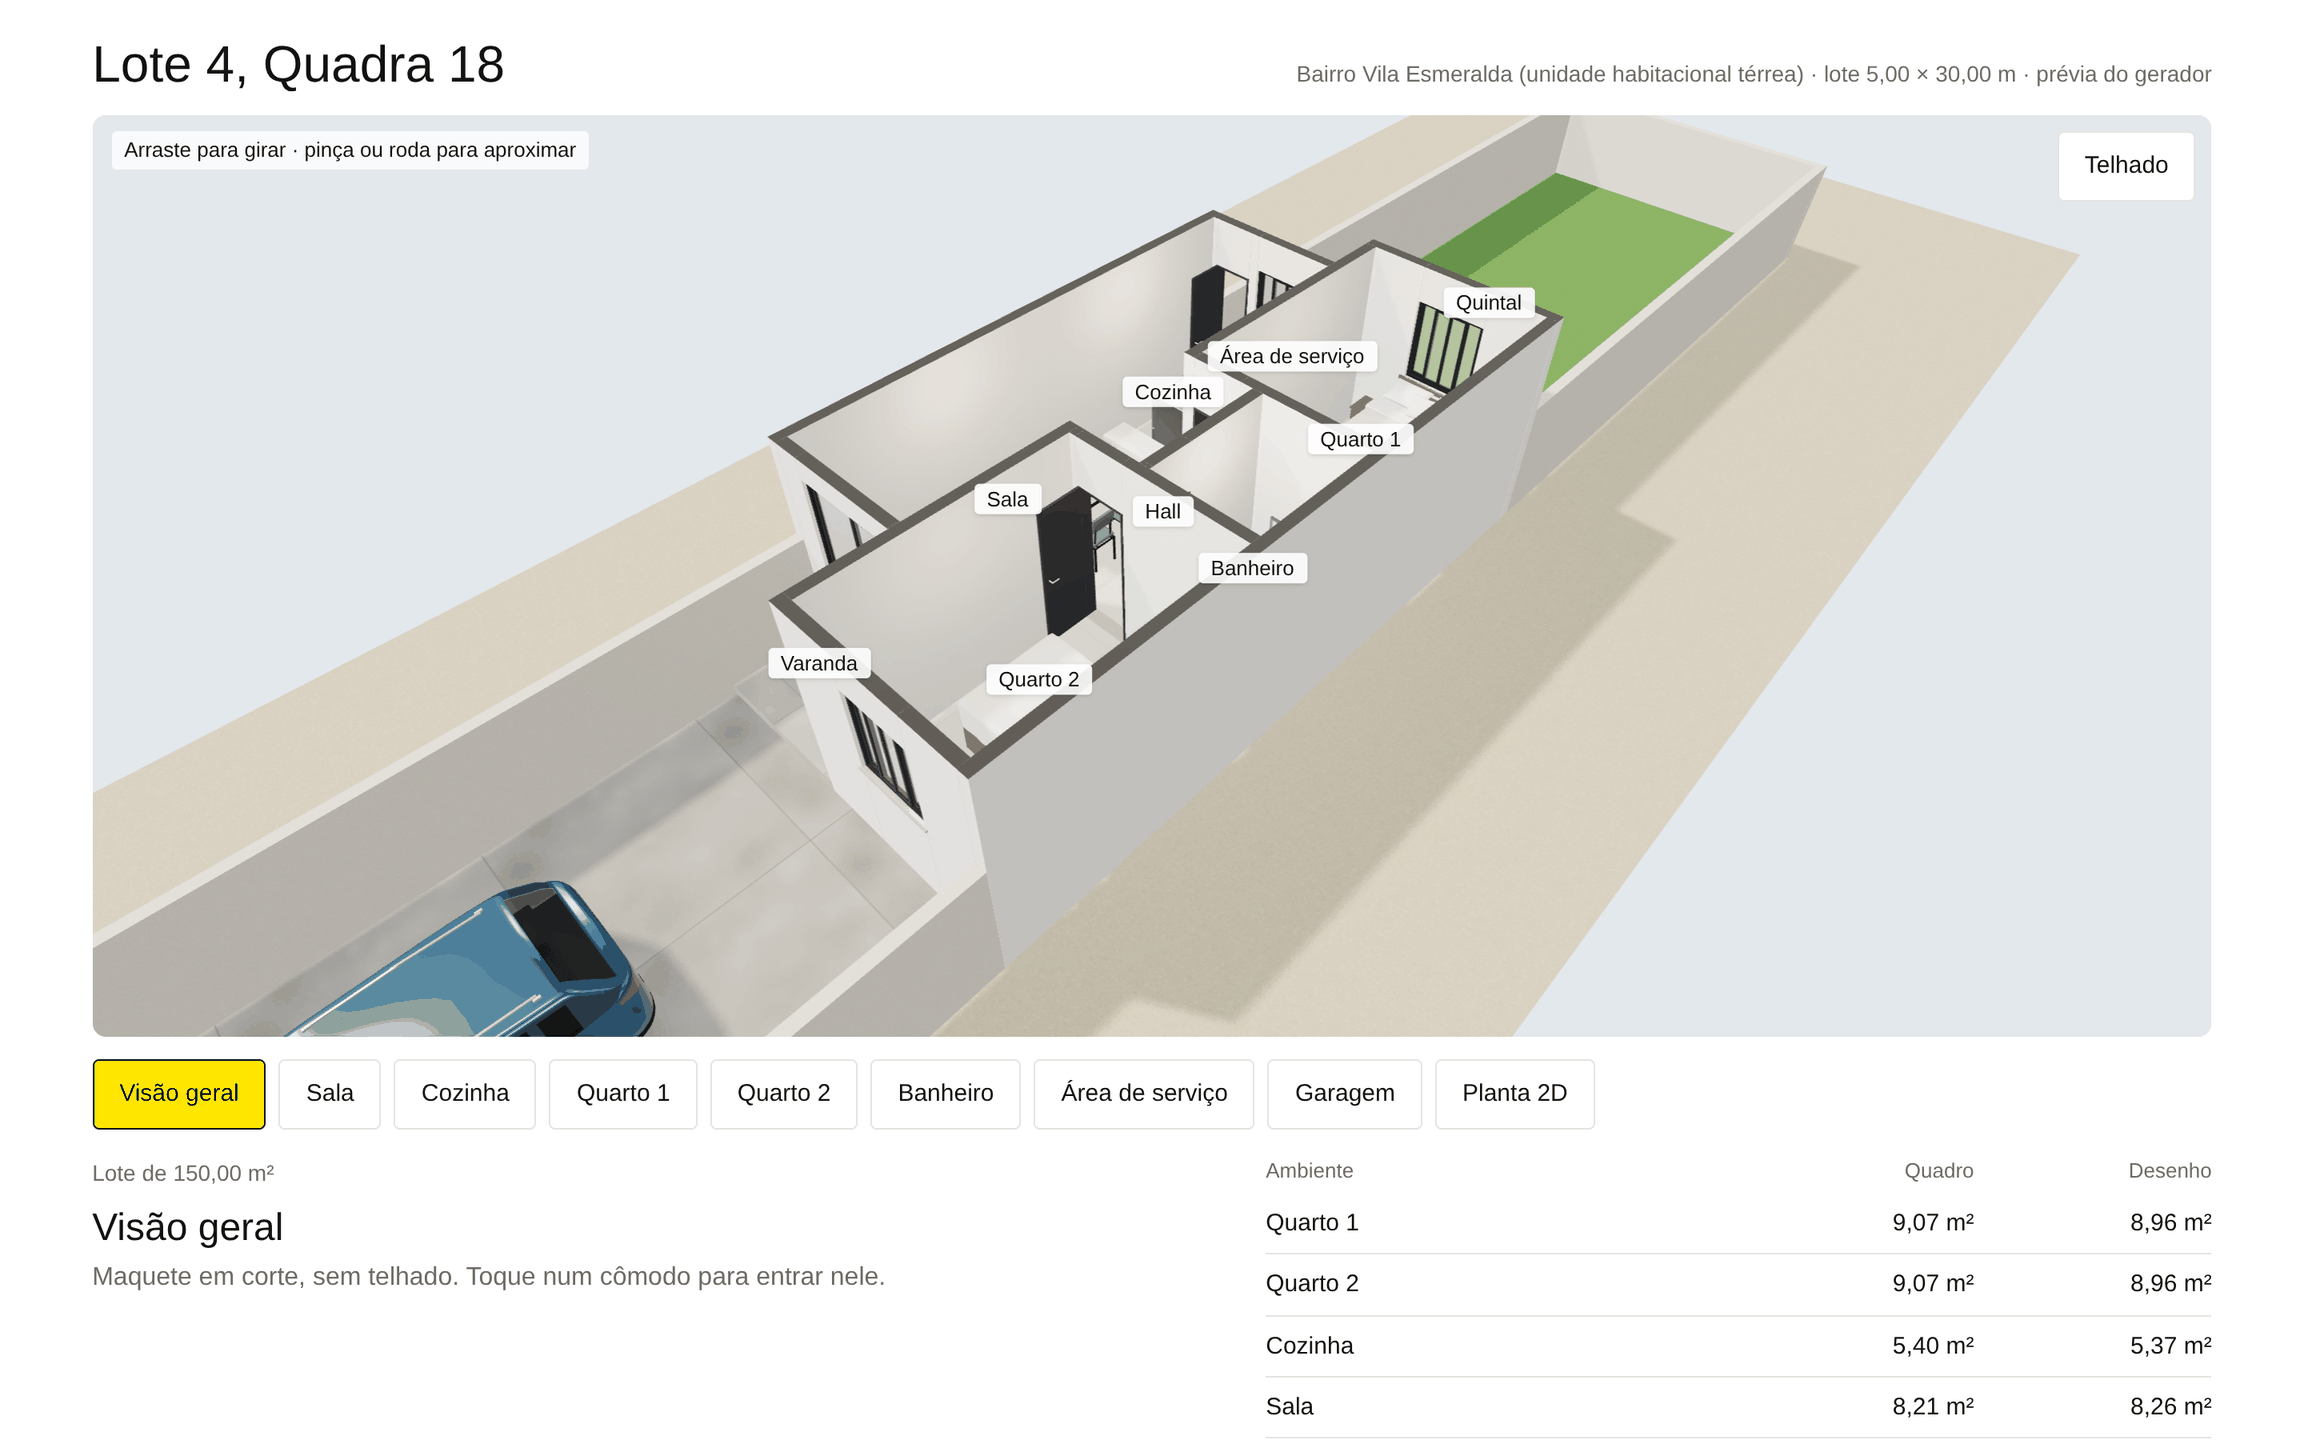 Lote 4, Quadra 18
Bairro Vila Esmeralda (unidade habitacional térrea) · lote 5,00 × 30,00 m · prévia do gerador
Arraste para girar · pinça ou roda para aproximar
Telhado
Quintal
Área de serviço
Cozinha
Quarto 1
Sala
Hall
Banheiro
Varanda
Quarto 2
Visão geral
Sala
Cozinha
Quarto 1
Quarto 2
Banheiro
Área de serviço
Garagem
Planta 2D
Lote de 150,00 m²
Visão geral
Maquete em corte, sem telhado. Toque num cômodo para entrar nele.
Ambiente Quadro Desenho
Quarto 1 9,07 m² 8,96 m²
Quarto 2 9,07 m² 8,96 m²
Cozinha 5,40 m² 5,37 m²
Sala 8,21 m² 8,26 m²